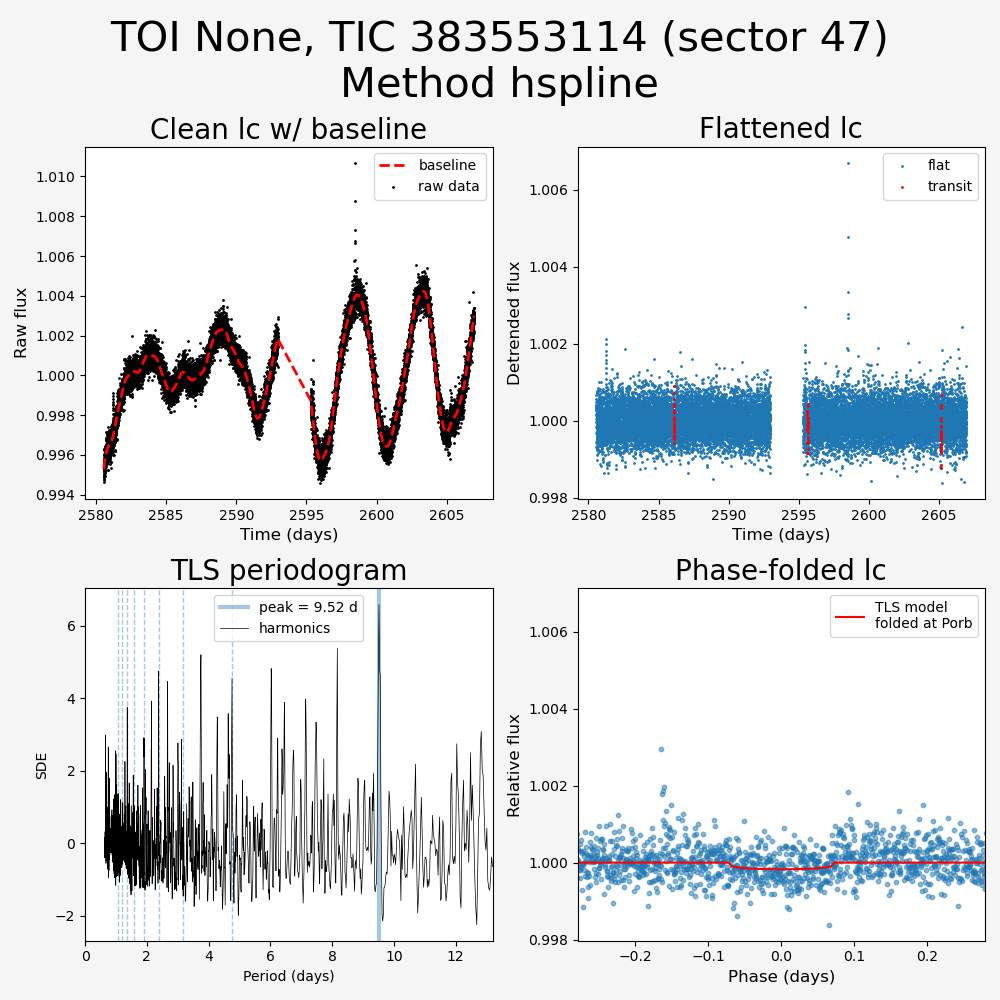 TOI None, TIC 383553114 (sector 47)
Method hspline
Clean lc w/ baseline
Raw flux
1.010
1.008
1.006
1.004
1.002
1.000
0.998
0.996
0.994
baseline
raw data
2580
2585
2590
2595
2600
2605
Time (days)
Flattened lc
Detrended flux
1.006
1.004
1.002
1.000
0.998
flat
transit
2580
2585
2590
2595
2600
2605
Time (days)
TLS periodogram
SDE
6
4
2
0
−2
peak = 9.52 d
harmonics
0
2
4
6
8
10
12
Period (days)
Phase-folded lc
Relative flux
1.006
1.004
1.002
1.000
0.998
TLS model
folded at Porb
−0.2
−0.1
0.0
0.1
0.2
Phase (days)